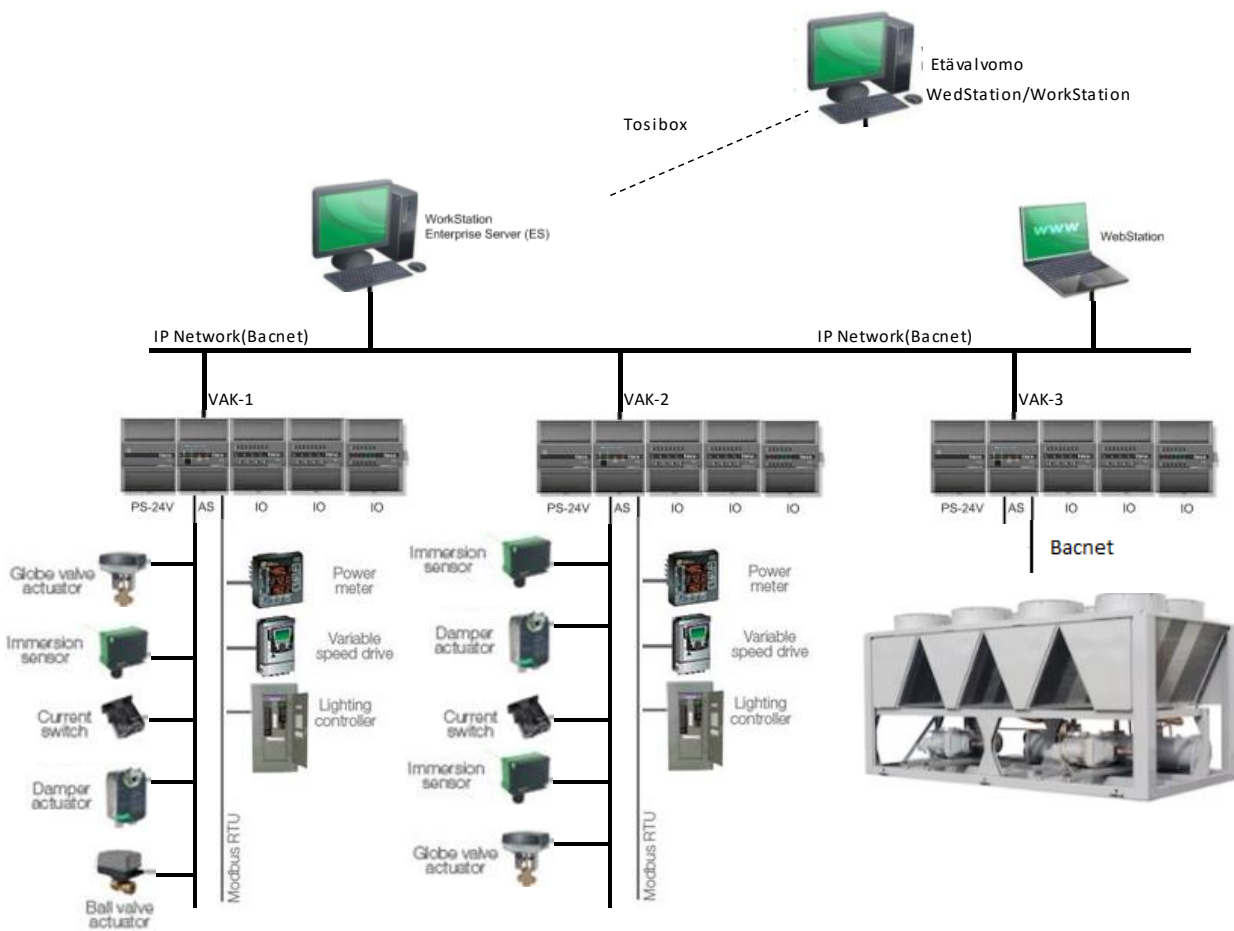 Etävalvomo
WedStation/WorkStation
Tosibox
WorkStation
Enterprise Server (ES)
www
WebStation
IP Network(Bacnet)
IP Network(Bacnet)
VAK-1
VAK-2
VAK-3
PS-24V
AS
IO
IO
IO
PS-24V
AS
IO
IO
IO
PS-24V
AS
IO
IO
IO
Bacnet
Globe valve
actuator
Immersion
sensor
Current
switch
Damper
actuator
Ball valve
actuator
Power
meter
Variable
speed drive
Lighting
controller
Modbus RTU
Immersion
sensor
Damper
actuator
Current
switch
Immersion
sensor
Globe valve
actuator
Power
meter
Variable
speed drive
Lighting
controller
Modbus RTU